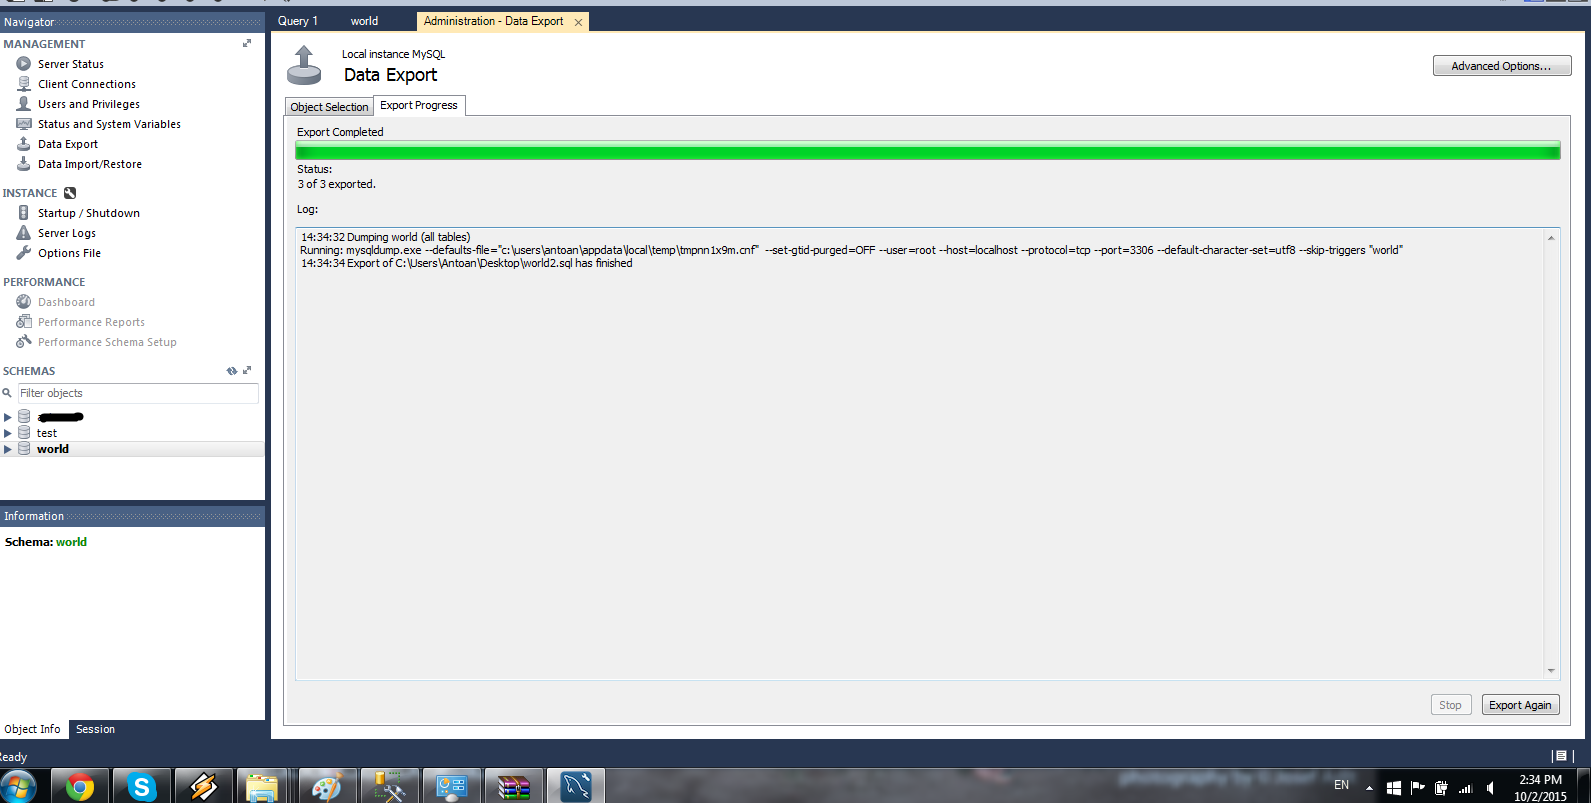 Navigator
MANAGEMENT
Server Status
Client Connections
Users and Privileges
Status and System Variables
Data Export
Data Import/Restore
INSTANCE
Startup / Shutdown
Server Logs
Options File
PERFORMANCE
Dashboard
Performance Reports
Performance Schema Setup
SCHEMAS
Filter objects
test
world
Information
Schema: world
Object Info Session
Query 1 world Administration - Data Export
Local instance MySQL
Data Export
Advanced Options...
Object Selection Export Progress
Export Completed
Status:
3 of 3 exported.
Log:
14:34:32 Dumping world (all tables)
Running: mysqldump.exe --defaults-file="c:\users\antoan\appdata\local\temp\tmpnn1x9m.cnf"  --set-gtid-purged=OFF --user=root --host=localhost --protocol=tcp --port=3306 --default-character-set=utf8 --skip-triggers "world"
14:34:34 Export of C:\Users\Antoan\Desktop\world2.sql has finished
Stop Export Again
EN
2:34 PM
10/2/2015